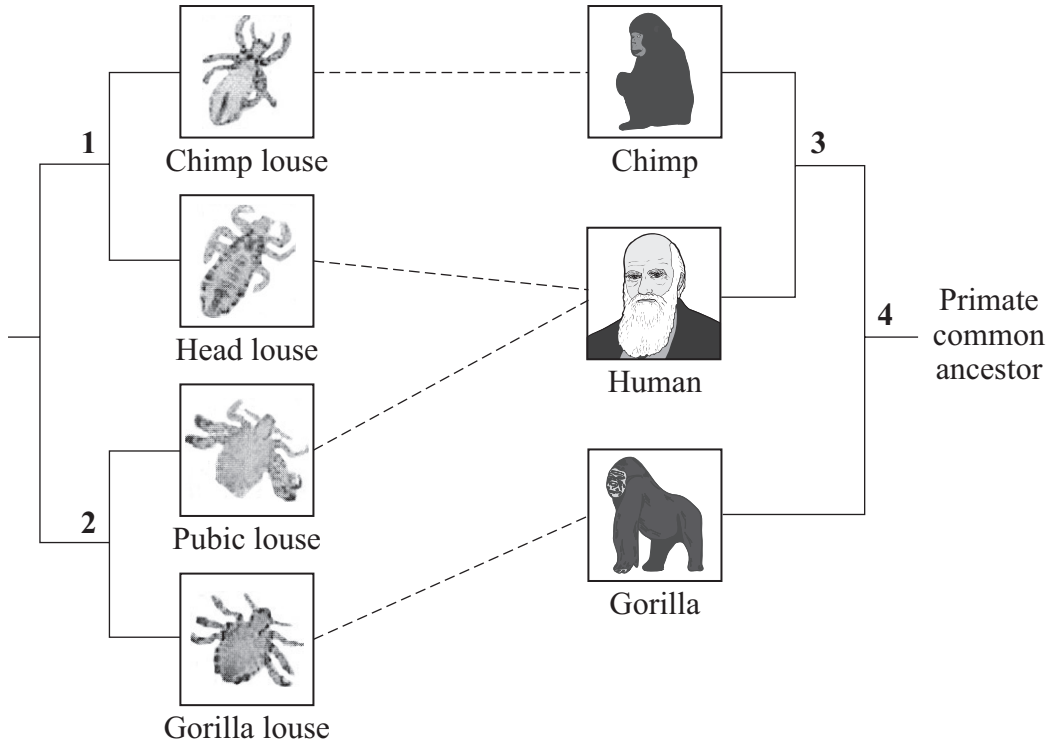 Chimp louse
Chimp
1
3
Head louse
Human
4
Primate
common
ancestor
Pubic louse
2
Gorilla
Gorilla louse